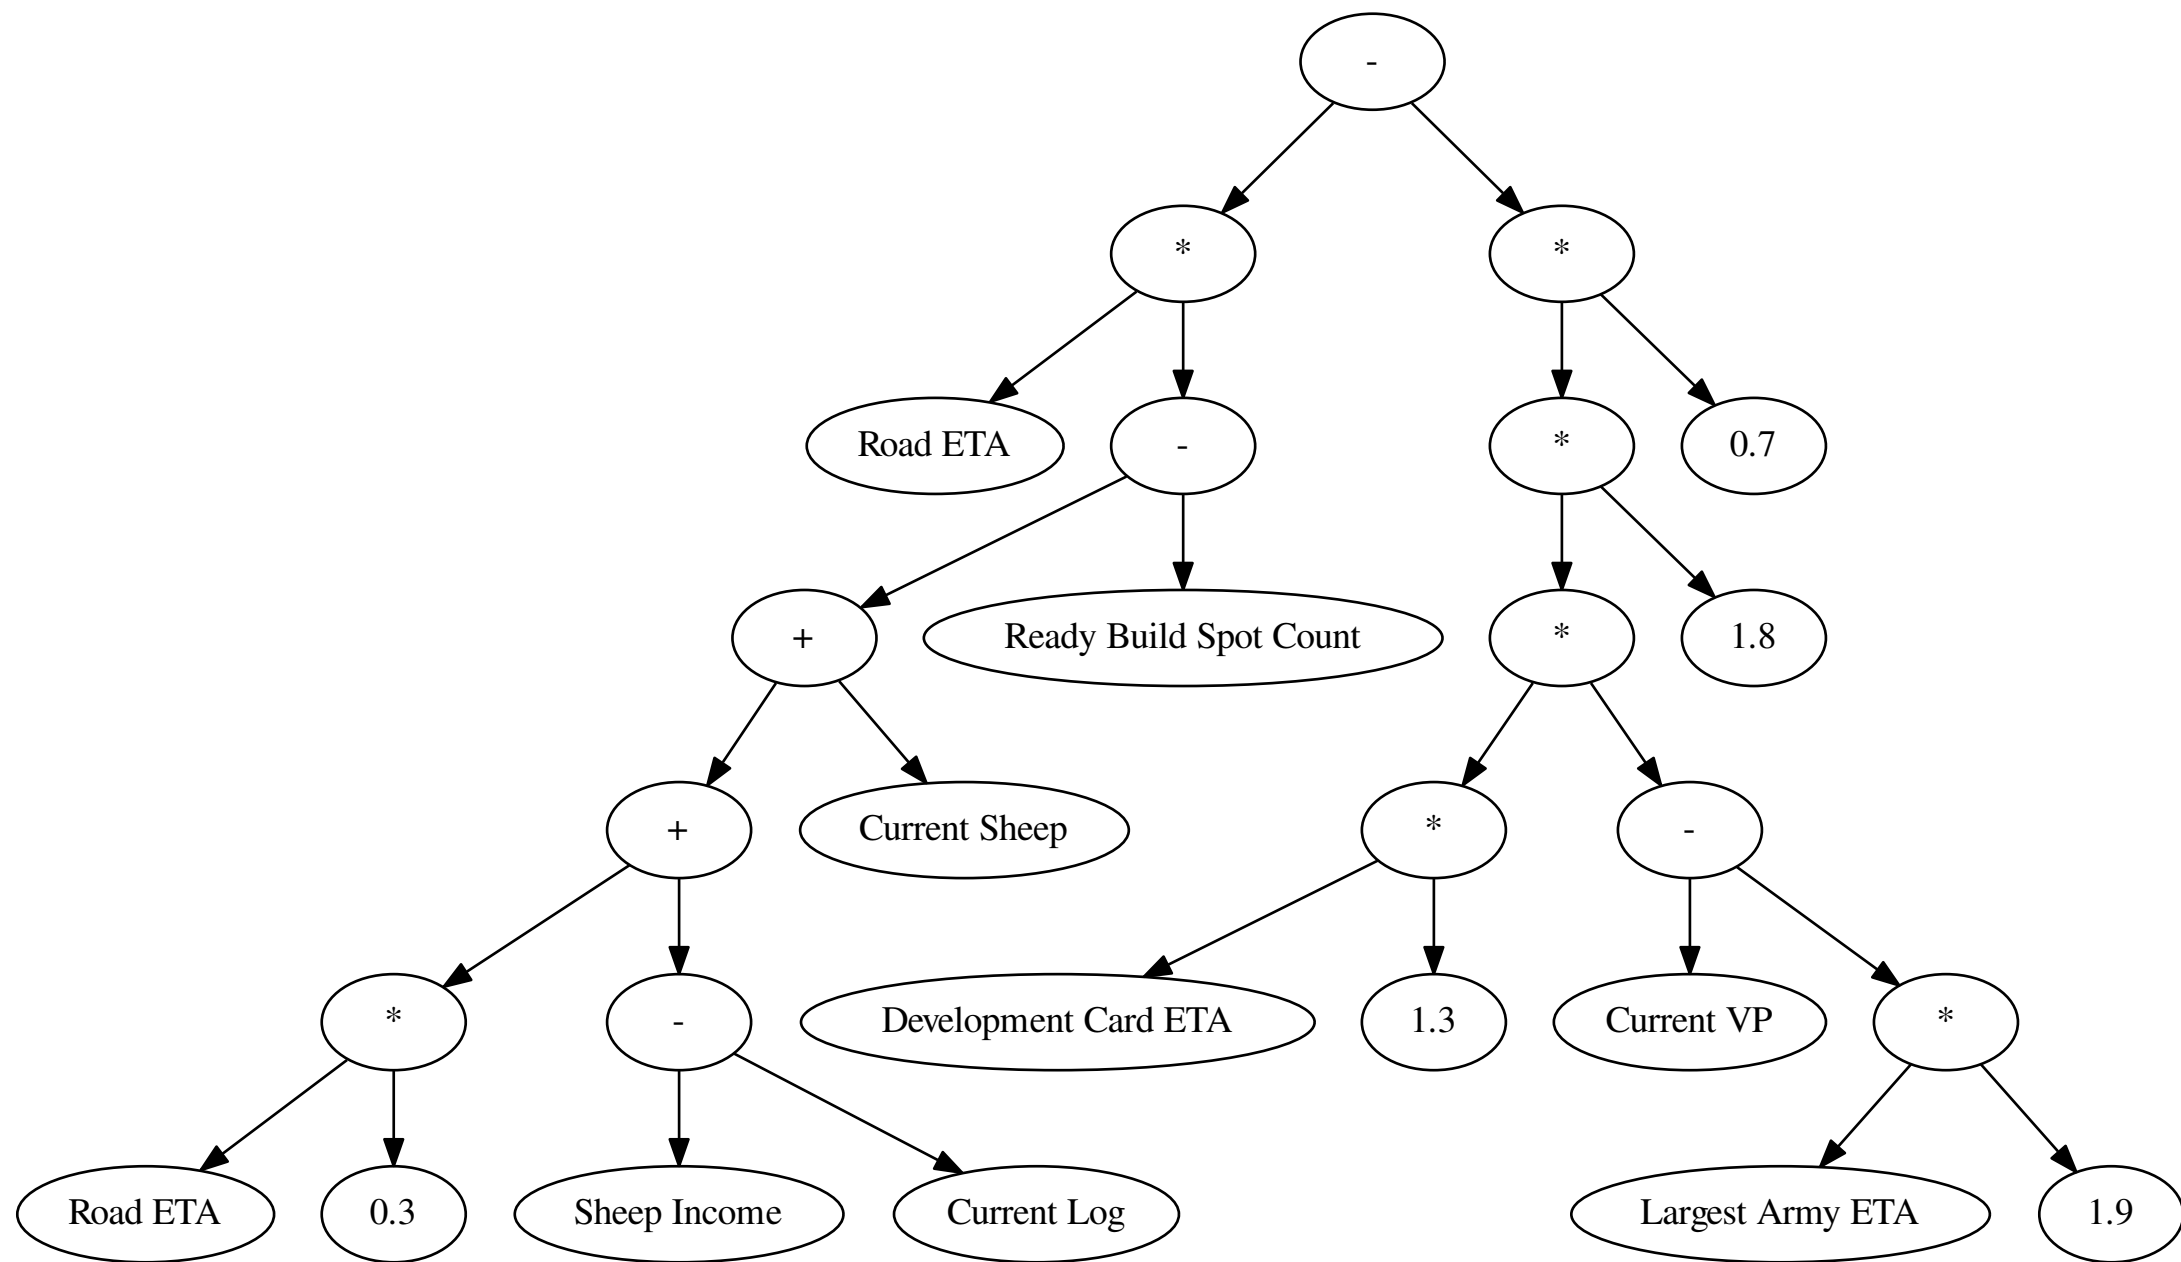 -
*
*
Road ETA
-
*
0.7
+
Ready Build Spot Count
*
1.8
+
Current Sheep
*
-
*
-
Development Card ETA
1.3
Current VP
*
Road ETA
0.3
Sheep Income
Current Log
Largest Army ETA
1.9